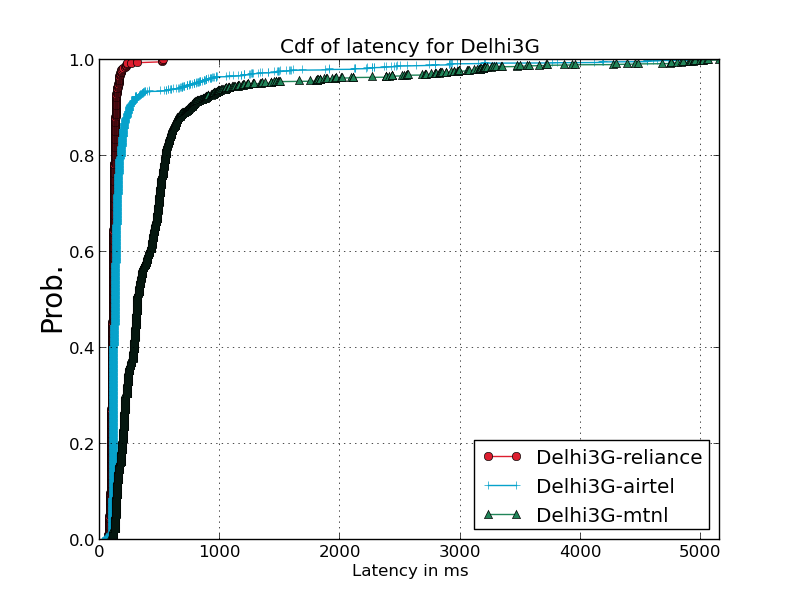 Cdf of latency for Delhi3G
1.0
0.8
0.6
0.4
0.2
0.0
Prob.
Delhi3G-reliance
Delhi3G-airtel
Delhi3G-mtnl
0 1000 2000 3000 4000 5000
Latency in ms